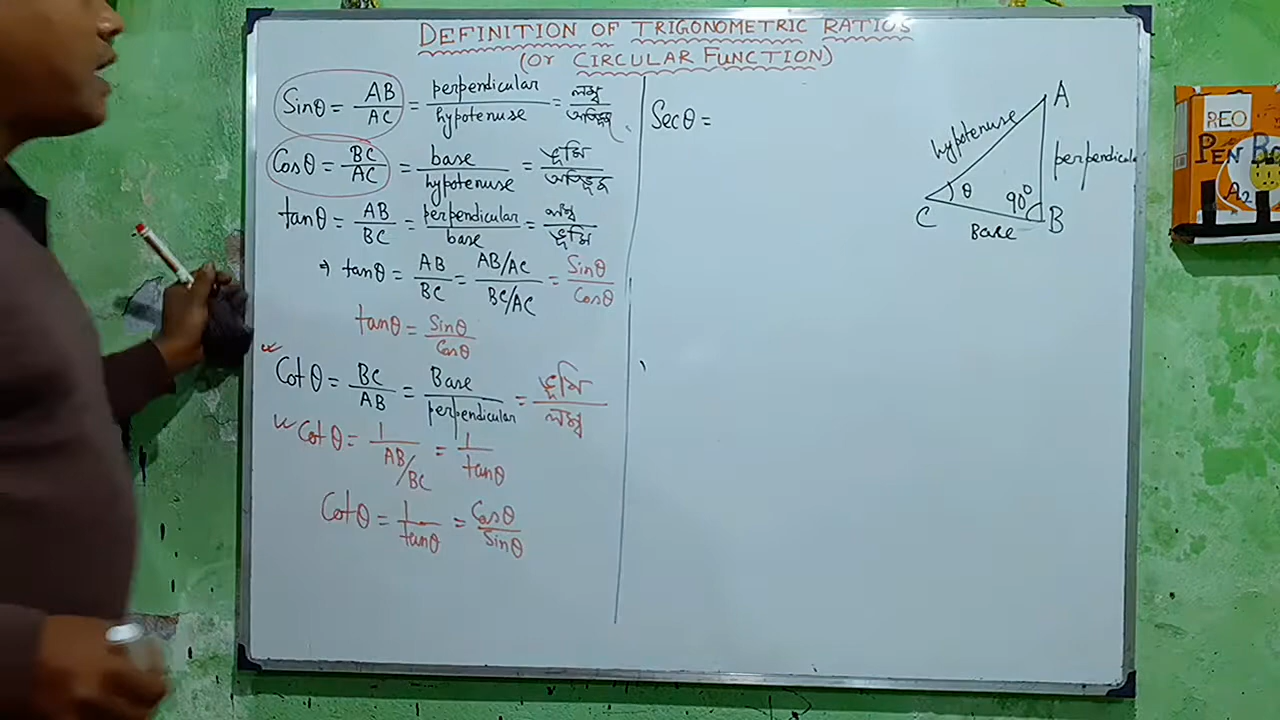 DEFINITION OF TRIGONOMETRIC RATIOS
(Or CIRCULAR FUNCTION)
Sinθ = AB/AC = perpendicular/hypotenuse = লম্ব/অতিভুজ
Cosθ = BC/AC = base/hypotenuse = ভূমি/অতিভুজ
tanθ = AB/BC = perpendicular/base = লম্ব/ভূমি
→ tanθ = AB/BC = AB/AC / BC/AC = Sinθ/Cosθ
tanθ = Sinθ/Cosθ
Cotθ = BC/AB = Base/perpendicular = ভূমি/লম্ব
Cotθ = 1/AB/BC = 1/tanθ
Cotθ = 1/tanθ = Cosθ/Sinθ
Secθ =
A
hypotenuse
perpendicula
θ
90°
C
B
Base
REO
PEN
A2